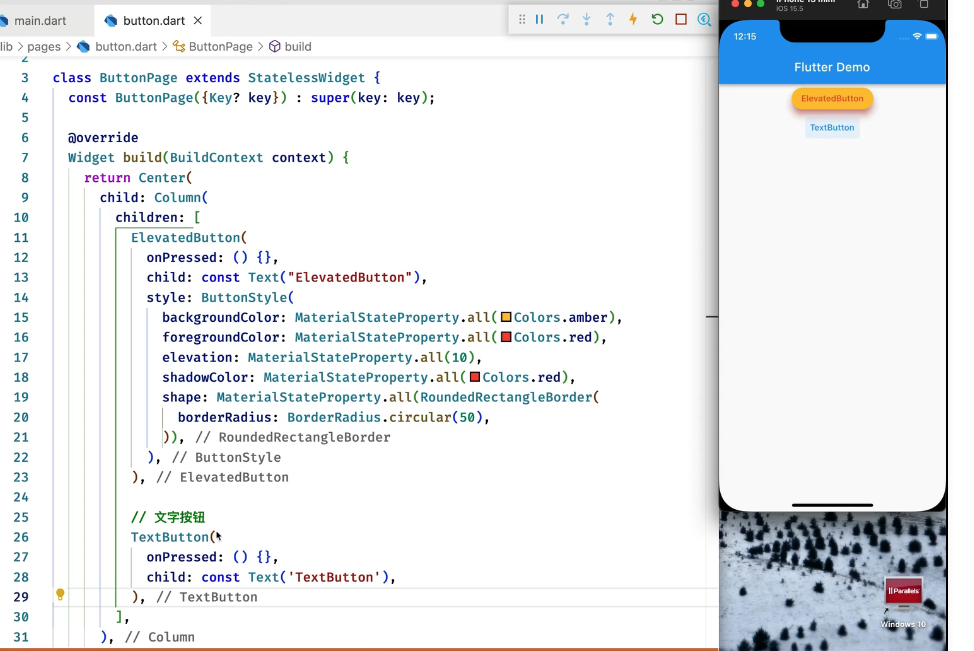 main.dart
button.dart ×
lib > pages > button.dart > ButtonPage > build
2
3 class ButtonPage extends StatelessWidget {
4 const ButtonPage({Key? key}) : super(key: key);
5
6 @override
7 Widget build(BuildContext context) {
8 return Center(
9 child: Column(
10 children: [
11 ElevatedButton(
12 onPressed: () {},
13 child: const Text("ElevatedButton"),
14 style: ButtonStyle(
15 backgroundColor: MaterialStateProperty.all(Colors.amber),
16 foregroundColor: MaterialStateProperty.all(Colors.red),
17 elevation: MaterialStateProperty.all(10),
18 shadowColor: MaterialStateProperty.all(Colors.red),
19 shape: MaterialStateProperty.all(RoundedRectangleBorder(
20 borderRadius: BorderRadius.circular(50),
21 )), // RoundedRectangleBorder
22 ), // ButtonStyle
23 ), // ElevatedButton
24
25 // 文字按钮
26 TextButton(
27 onPressed: () {},
28 child: const Text('TextButton'),
29 ), // TextButton
30 ],
31 ), // Column
iOS 15.5
12:15
Flutter Demo
ElevatedButton
TextButton
Parallels
Windows 10